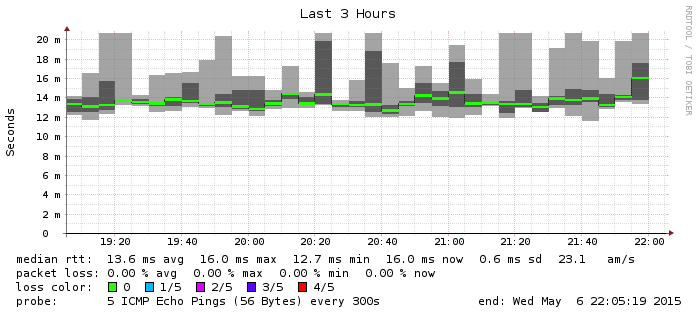 Last 3 Hours
RRDTOOL / TOBI OETIKER
Seconds
20 m
18 m
16 m
14 m
12 m
10 m
8 m
6 m
4 m
2 m
0
19:20 19:40 20:00 20:20 20:40 21:00 21:20 21:40 22:00
median rtt: 13.6 ms avg 16.0 ms max 12.7 ms min 16.0 ms now 0.6 ms sd 23.1 am/s
packet loss: 0.00 % avg 0.00 % max 0.00 % min 0.00 % now
loss color: 0 1/5 2/5 3/5 4/5
probe: 5 ICMP Echo Pings (56 Bytes) every 300s end: Wed May 6 22:05:19 2015